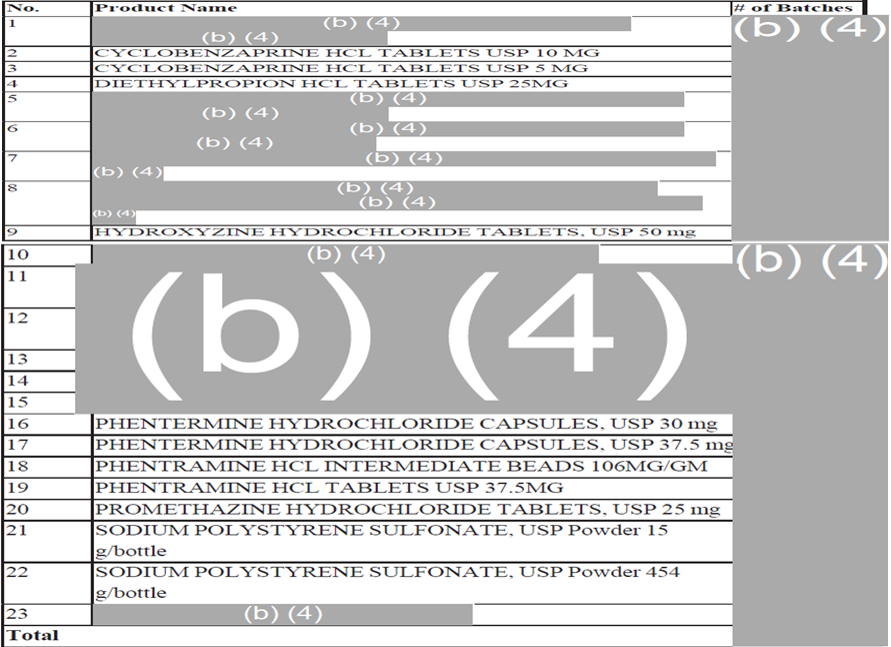 No. Product Name # of Batches
1 (b) (4) (b) (4)
(b) (4)
2 CYCLOBENZAPRINE HCL TABLETS USP 10 MG
3 CYCLOBENZAPRINE HCL TABLETS USP 5 MG
4 DIETHYLPROPION HCL TABLETS USP 25MG
5 (b) (4)
(b) (4)
6 (b) (4)
(b) (4)
7 (b) (4)
(b) (4)
8 (b) (4)
(b) (4)
(b) (4)
9 HYDROXYZINE HYDROCHLORIDE TABLETS, USP 50 mg
10 (b) (4) (b) (4)
11 (b) (4)
12
13
14
15
16 PHENTERMINE HYDROCHLORIDE CAPSULES, USP 30 mg
17 PHENTERMINE HYDROCHLORIDE CAPSULES, USP 37.5 mg
18 PHENTRAMINE HCL INTERMEDIATE BEADS 106MG/GM
19 PHENTRAMINE HCL TABLETS USP 37.5MG
20 PROMETHAZINE HYDROCHLORIDE TABLETS, USP 25 mg
21 SODIUM POLYSTYRENE SULFONATE, USP Powder 15
g/bottle
22 SODIUM POLYSTYRENE SULFONATE, USP Powder 454
g/bottle
23 (b) (4)
Total